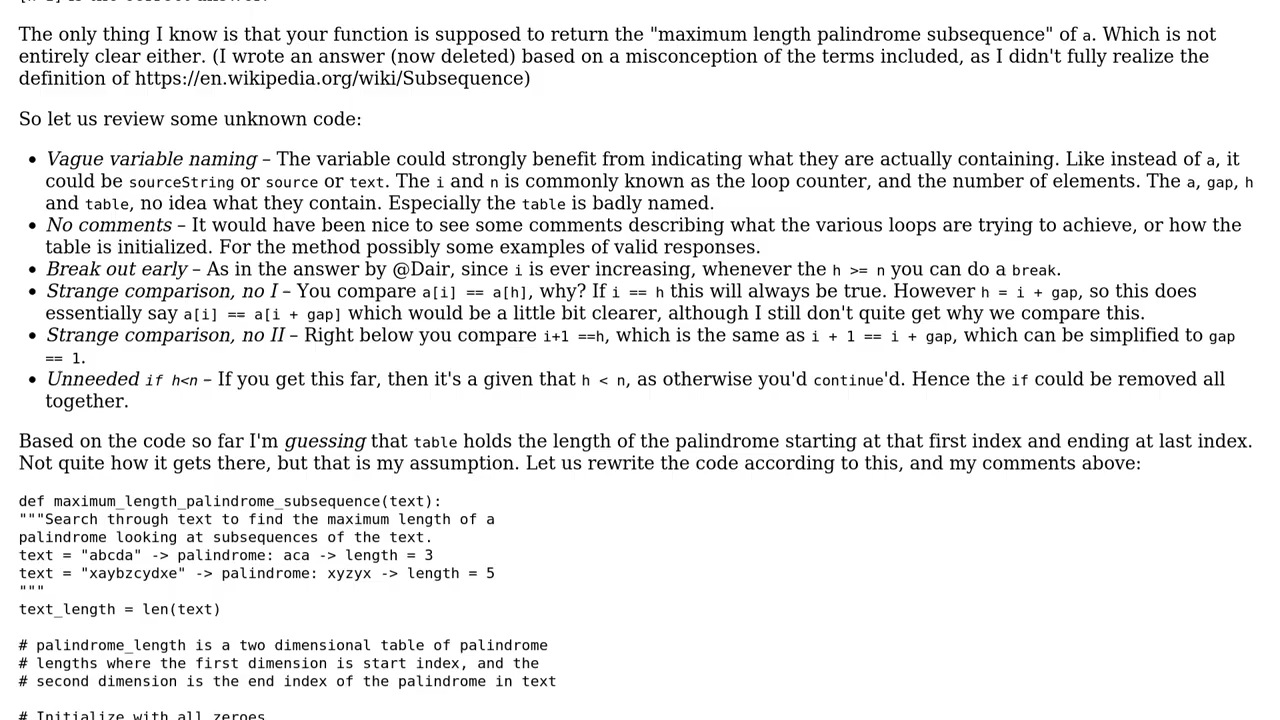 The only thing I know is that your function is supposed to return the "maximum length palindrome subsequence" of a. Which is not
entirely clear either. (I wrote an answer (now deleted) based on a misconception of the terms included, as I didn't fully realize the
definition of https://en.wikipedia.org/wiki/Subsequence)
So let us review some unknown code:
• Vague variable naming – The variable could strongly benefit from indicating what they are actually containing. Like instead of a, it
could be sourceString or source or text. The i and n is commonly known as the loop counter, and the number of elements. The a, gap, h
and table, no idea what they contain. Especially the table is badly named.
• No comments – It would have been nice to see some comments describing what the various loops are trying to achieve, or how the
table is initialized. For the method possibly some examples of valid responses.
• Break out early – As in the answer by @Dair, since i is ever increasing, whenever the h >= n you can do a break.
• Strange comparison, no I – You compare a[i] == a[h], why? If i == h this will always be true. However h = i + gap, so this does
essentially say a[i] == a[i + gap] which would be a little bit clearer, although I still don't quite get why we compare this.
• Strange comparison, no II – Right below you compare i+1 ==h, which is the same as i + 1 == i + gap, which can be simplified to gap
== 1.
• Unneeded if h<n – If you get this far, then it's a given that h < n, as otherwise you'd continue'd. Hence the if could be removed all
together.
Based on the code so far I'm guessing that table holds the length of the palindrome starting at that first index and ending at last index.
Not quite how it gets there, but that is my assumption. Let us rewrite the code according to this, and my comments above:
def maximum_length_palindrome_subsequence(text):
"""Search through text to find the maximum length of a
palindrome looking at subsequences of the text.
text = "abcda" -> palindrome: aca -> length = 3
text = "xaybzcydxe" -> palindrome: xyzyx -> length = 5
"""
text_length = len(text)
# palindrome_length is a two dimensional table of palindrome
# lengths where the first dimension is start index, and the
# second dimension is the end index of the palindrome in text
# Initialize with all zeroes